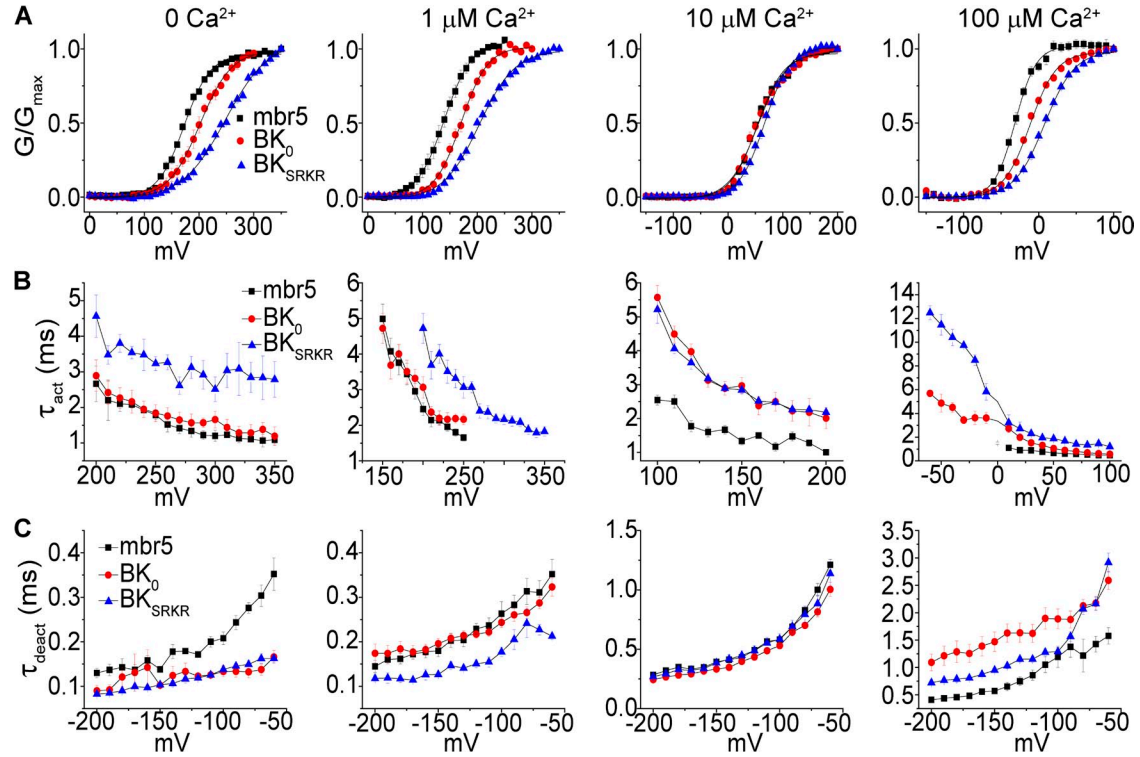 A
0 Ca²⁺
1 μM Ca²⁺
10 μM Ca²⁺
100 μM Ca²⁺
G/Gmax
1.0
0.5
0.0
mbr5
BK₀
BKSRKR
0 100 200 300
0 100 200 300
-100 0 100 200
-100 0 100
mV mV mV mV
B
τact (ms)
5
4
3
2
1
mbr5
BK₀
BKSRKR
6
5
4
3
2
1
6
5
4
3
2
1
14
12
10
8
6
4
2
0
200 250 300 350
150 250 350
100 150 200
-50 0 50 100
mV mV mV mV
C
τdeact (ms)
0.4
0.3
0.2
0.1
mbr5
BK₀
BKSRKR
0.4
0.3
0.2
0.1
1.5
1.0
0.5
0.0
3.5
3.0
2.5
2.0
1.5
1.0
0.5
-200 -150 -100 -50
-200 -150 -100 -50
-200 -150 -100 -50
-200 -150 -100 -50
mV mV mV mV